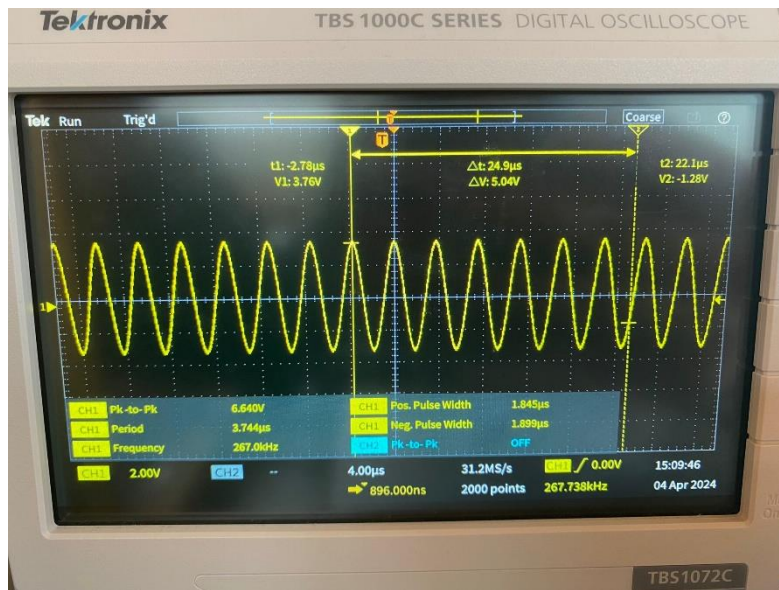 Tektronix TBS 1000C SERIES DIGITAL OSCILLOSCOPE
Tek Run Trig'd Coarse
T
t1: -2.78μs Δt: 24.9μs t2: 22.1μs
V1: 3.76V ΔV: 5.04V V2: -1.28V
1
CH1 Pk-to-Pk 6.640V CH1 Pos. Pulse Width 1.845μs
CH1 Period 3.744μs CH1 Neg. Pulse Width 1.899μs
CH1 Frequency 267.0kHz CH2 Pk-to-Pk OFF
CH1 2.00V CH2 -- 4.00μs 31.2MS/s CH1 0.00V 15:09:46
896.000ns 2000 points 267.738kHz 04 Apr 2024
TBS1072C